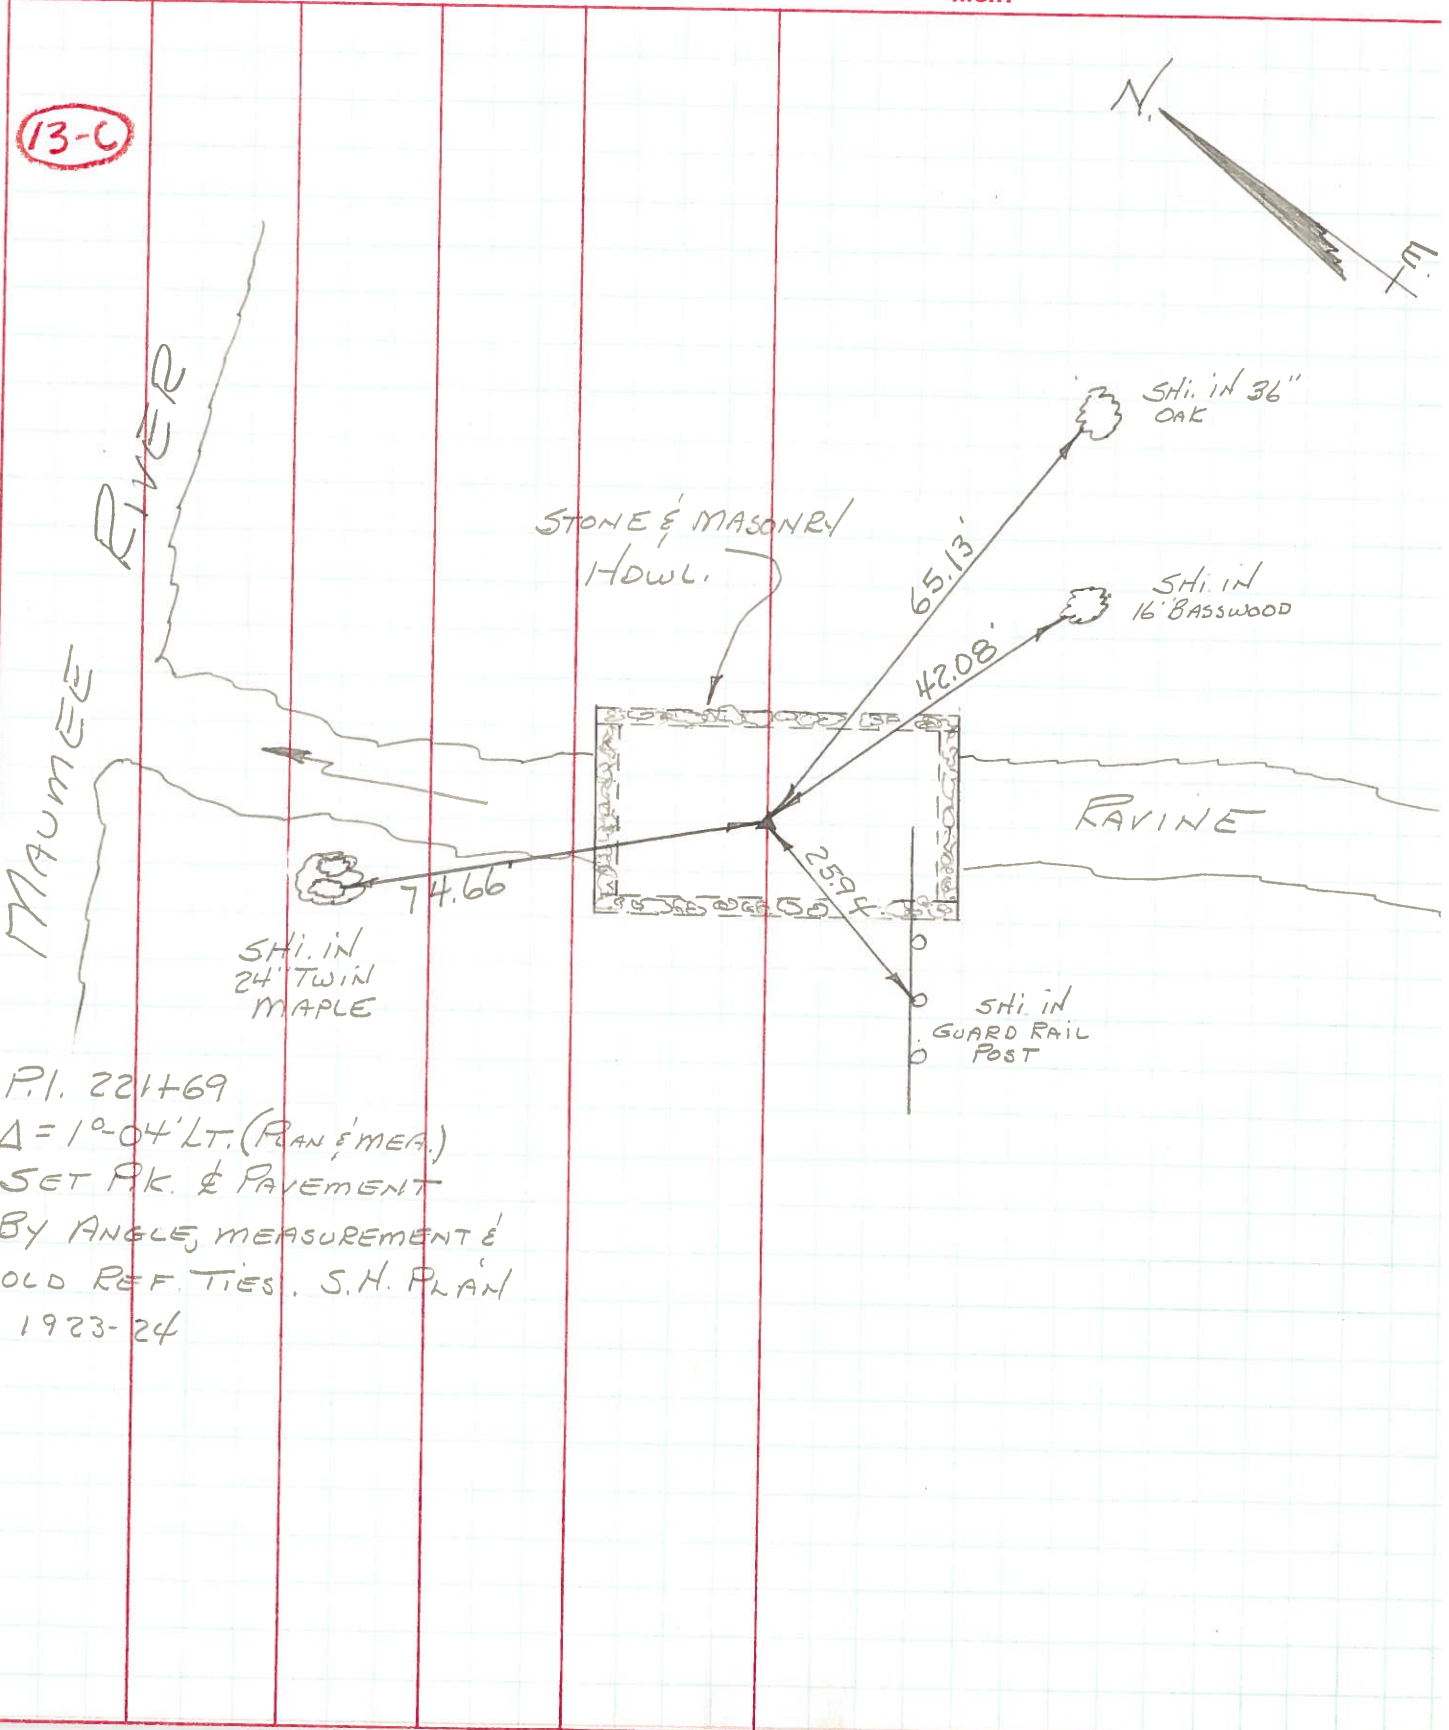 13-C
N.
E.
MAUMEE RIVER
STONE & MASONRY
HDWL.
SHi. iN 36"
OAK
65.13'
SHi. iN
16" BASSWOOD
42.08'
RAVINE
74.66'
25.94
SHi. iN
24" TWiN
MAPLE
SHi. iN
GUARD RAiL
POST
P.I. 221+69
Δ = 1°-04' LT. (PLAN & MEA.)
SET P.K. ℄ PAVEMENT
BY ANGLE, MEASUREMENT &
OLD REF. TiES. S.H. PLAN
1923-24